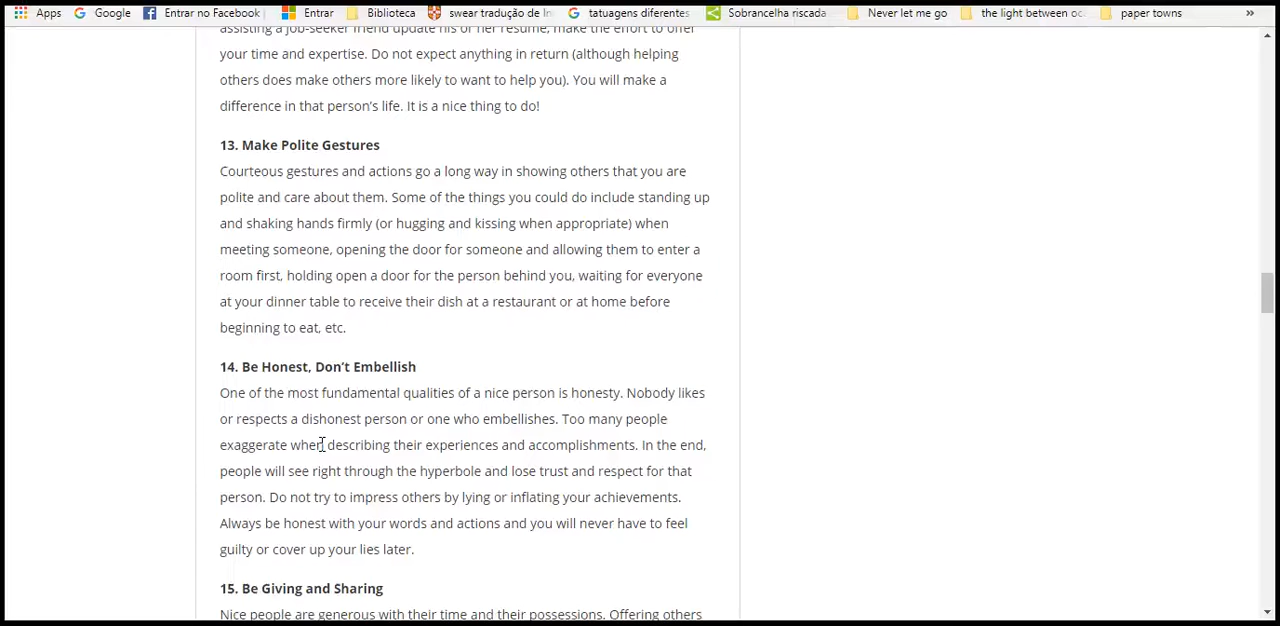 Apps Google Entrar no Facebook Entrar Biblioteca swear tradução de In tatuagens diferentes Sobrancelha riscada Never let me go the light between oc paper towns »
assisting a job-seeker friend update his or her resume, make the effort to offer
your time and expertise. Do not expect anything in return (although helping
others does make others more likely to want to help you). You will make a
difference in that person's life. It is a nice thing to do!
13. Make Polite Gestures
Courteous gestures and actions go a long way in showing others that you are
polite and care about them. Some of the things you could do include standing up
and shaking hands firmly (or hugging and kissing when appropriate) when
meeting someone, opening the door for someone and allowing them to enter a
room first, holding open a door for the person behind you, waiting for everyone
at your dinner table to receive their dish at a restaurant or at home before
beginning to eat, etc.
14. Be Honest, Don't Embellish
One of the most fundamental qualities of a nice person is honesty. Nobody likes
or respects a dishonest person or one who embellishes. Too many people
exaggerate when describing their experiences and accomplishments. In the end,
people will see right through the hyperbole and lose trust and respect for that
person. Do not try to impress others by lying or inflating your achievements.
Always be honest with your words and actions and you will never have to feel
guilty or cover up your lies later.
15. Be Giving and Sharing
Nice people are generous with their time and their possessions. Offering others